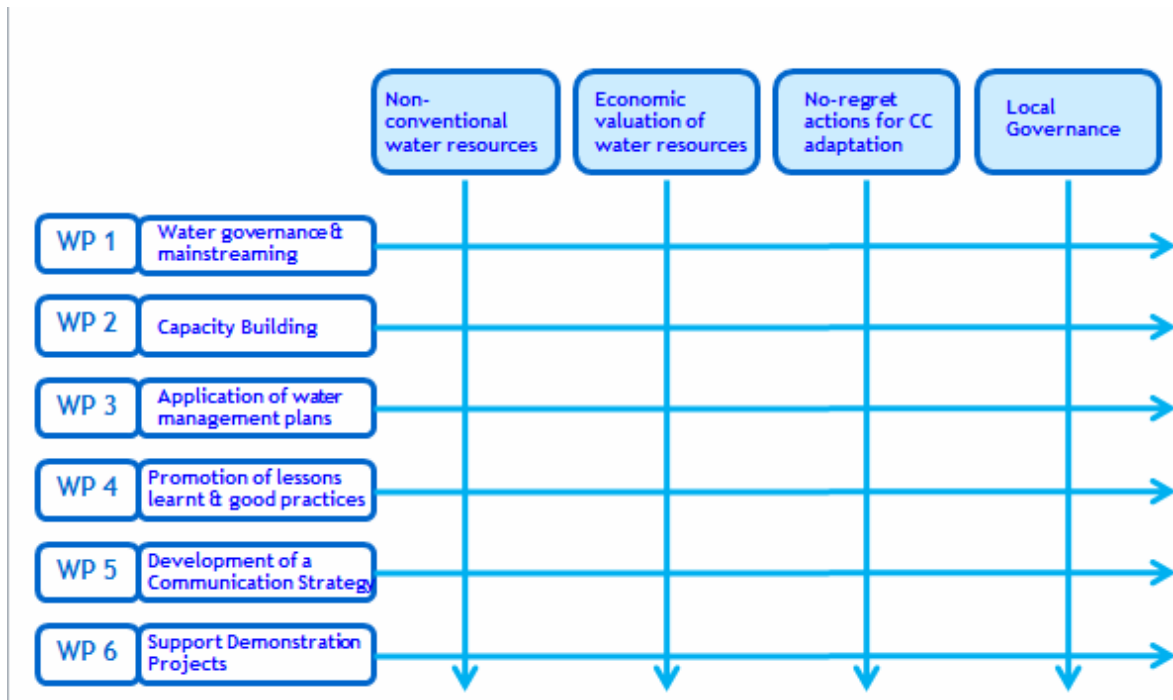 Non-
conventional
water resources
Economic
valuation of
water resources
No-regret
actions for CC
adaptation
Local
Governance
WP 1
Water governance &
mainstreaming
WP 2
Capacity Building
WP 3
Application of water
management plans
WP 4
Promotion of lessons
learnt & good practices
WP 5
Development of a
Communication Strategy
WP 6
Support Demonstration
Projects